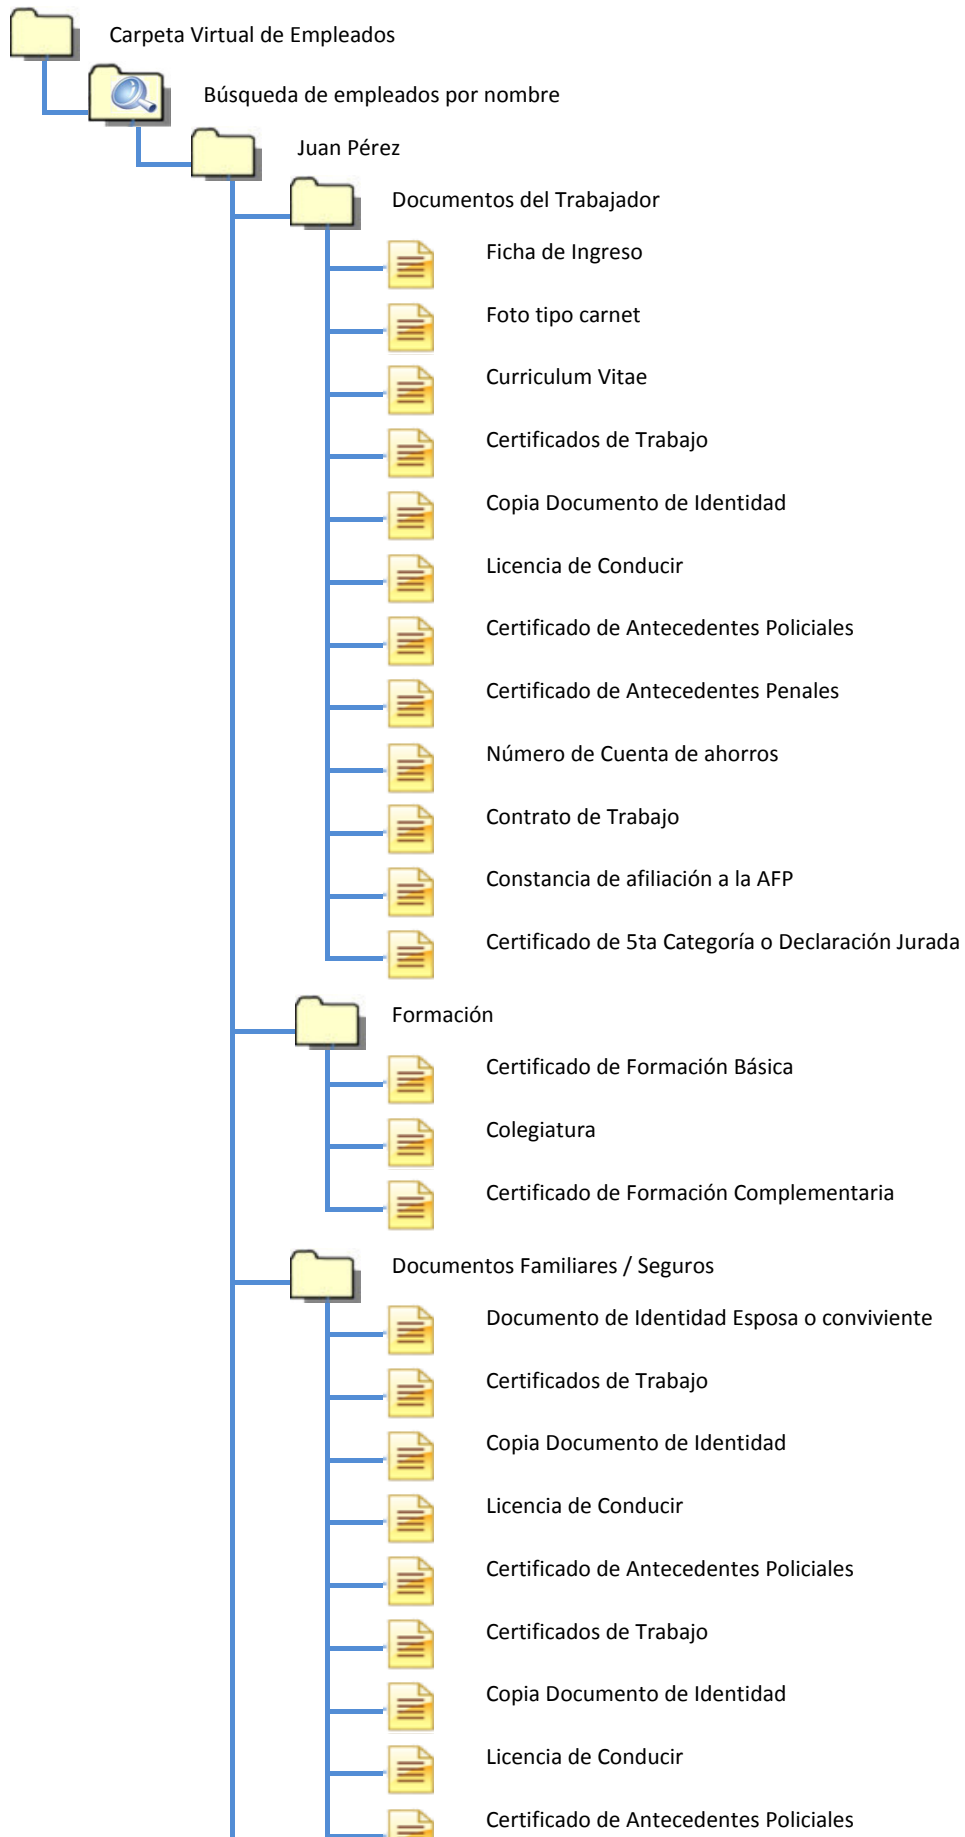 Carpeta Virtual de Empleados
Búsqueda de empleados por nombre
Juan Pérez
Documentos del Trabajador
Ficha de Ingreso
Foto tipo carnet
Curriculum Vitae
Certificados de Trabajo
Copia Documento de Identidad
Licencia de Conducir
Certificado de Antecedentes Policiales
Certificado de Antecedentes Penales
Número de Cuenta de ahorros
Contrato de Trabajo
Constancia de afiliación a la AFP
Certificado de 5ta Categoría o Declaración Jurada
Formación
Certificado de Formación Básica
Colegiatura
Certificado de Formación Complementaria
Documentos Familiares / Seguros
Documento de Identidad Esposa o conviviente
Certificados de Trabajo
Copia Documento de Identidad
Licencia de Conducir
Certificado de Antecedentes Policiales
Certificados de Trabajo
Copia Documento de Identidad
Licencia de Conducir
Certificado de Antecedentes Policiales